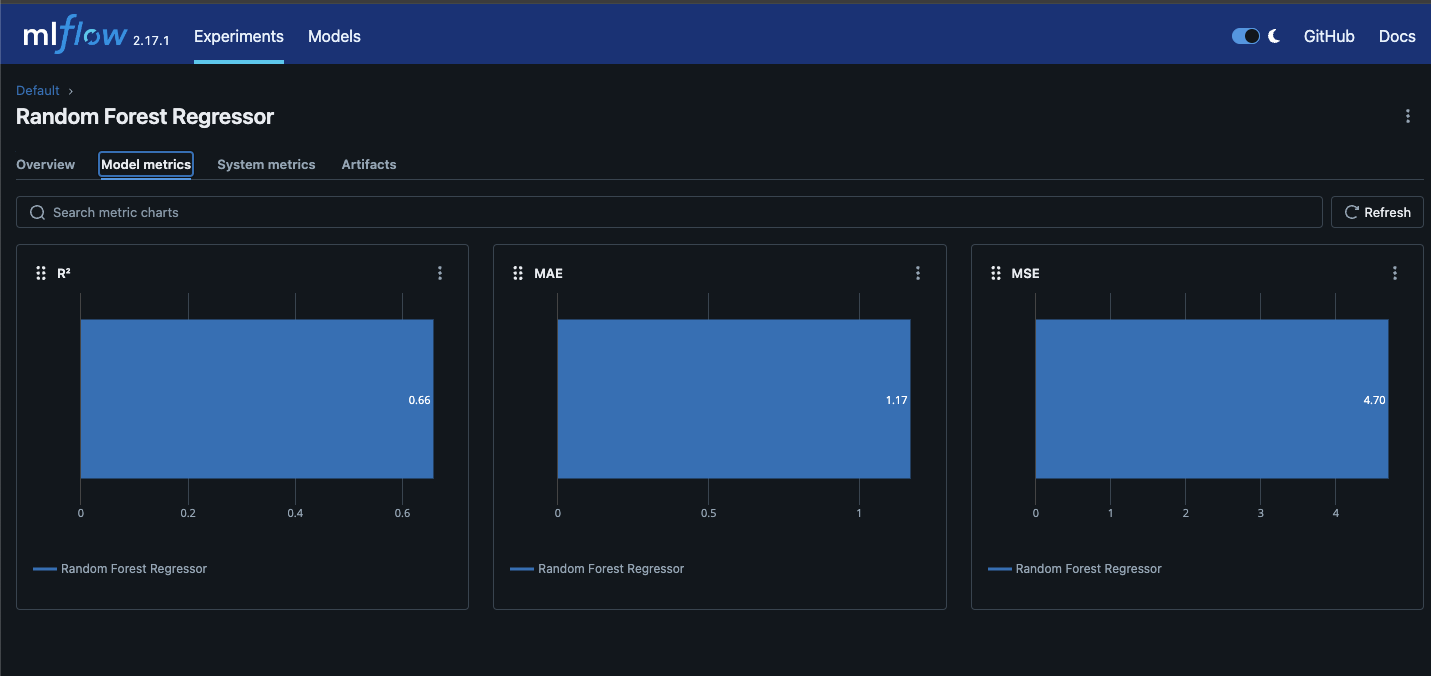 mlflow 2.17.1 Experiments Models GitHub Docs
Default ›
Random Forest Regressor
Overview Model metrics System metrics Artifacts
Search metric charts Refresh
R²
0.66
0 0.2 0.4 0.6
Random Forest Regressor
MAE
1.17
0 0.5 1
Random Forest Regressor
MSE
4.70
0 1 2 3 4
Random Forest Regressor